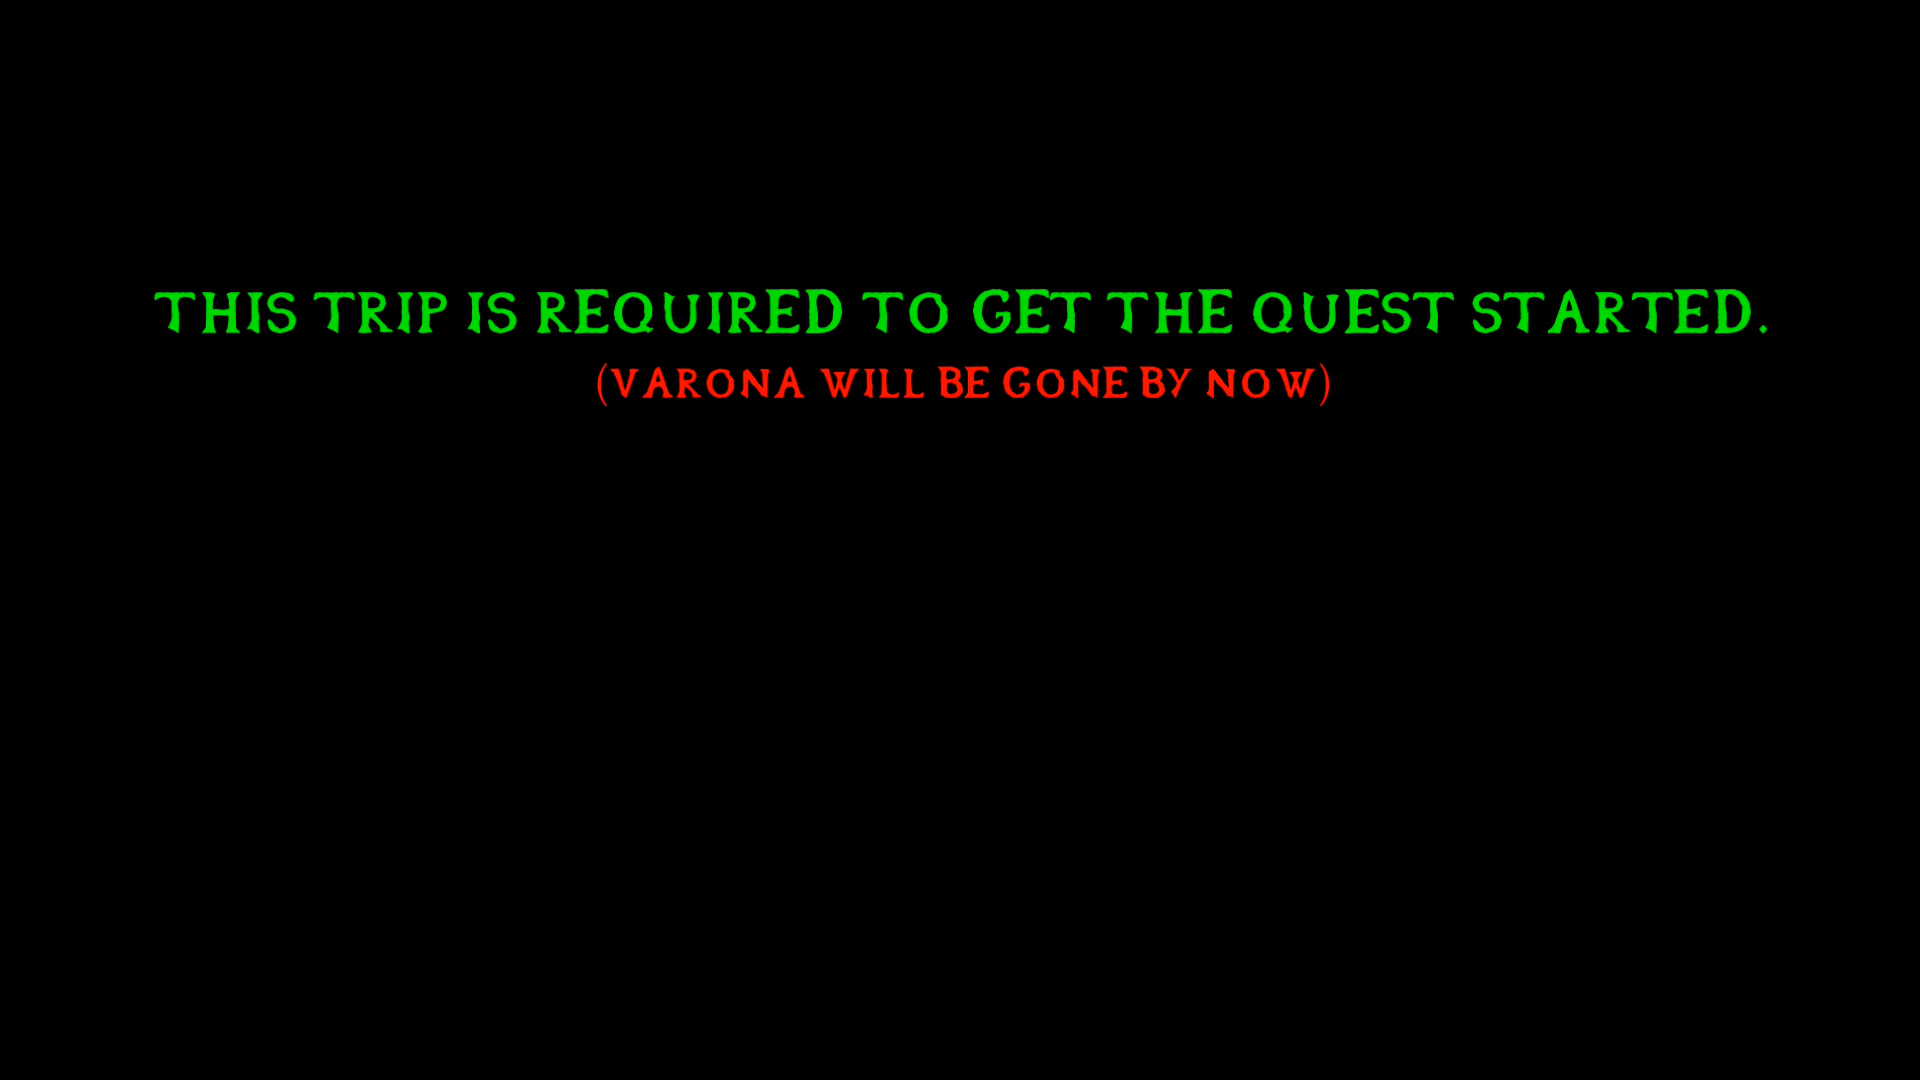 THIS TRIP IS REQUIRED TO GET THE QUEST STARTED.
(VARONA WILL BE GONE BY NOW)